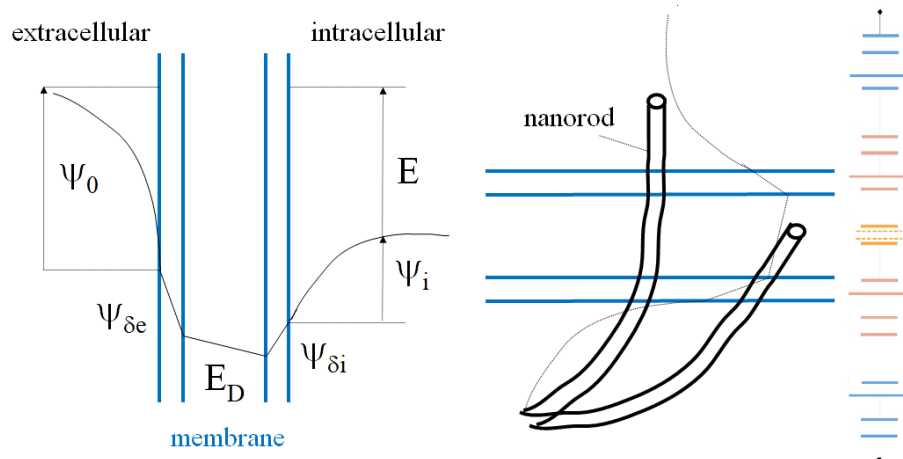 extracellular
intracellular
nanorod
Ψ0
E
Ψi
Ψδe
Ψδi
ED
membrane